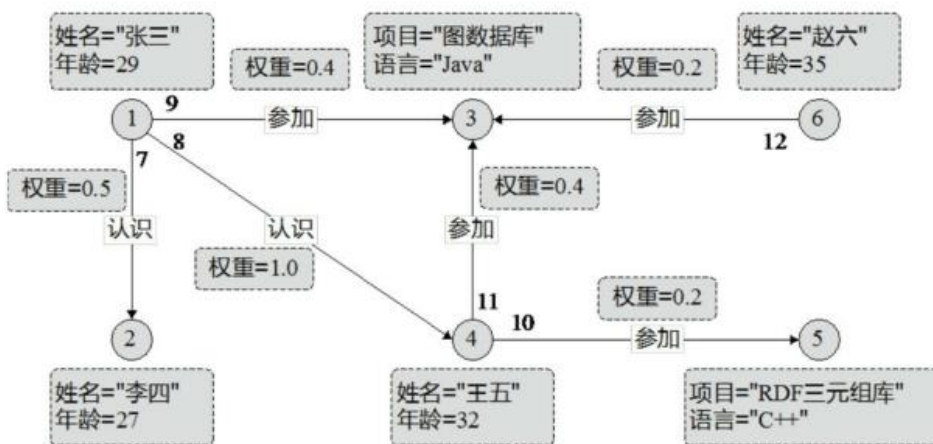 姓名="张三"
年龄=29
权重=0.4
项目="图数据库"
语言="Java"
权重=0.2
姓名="赵六"
年龄=35
1
9
参加
3
参加
6
8
7
12
权重=0.5
权重=0.4
认识
认识
参加
权重=1.0
权重=0.2
11
10
2
4
参加
5
姓名="李四"
年龄=27
姓名="王五"
年龄=32
项目="RDF三元组库"
语言="C++"